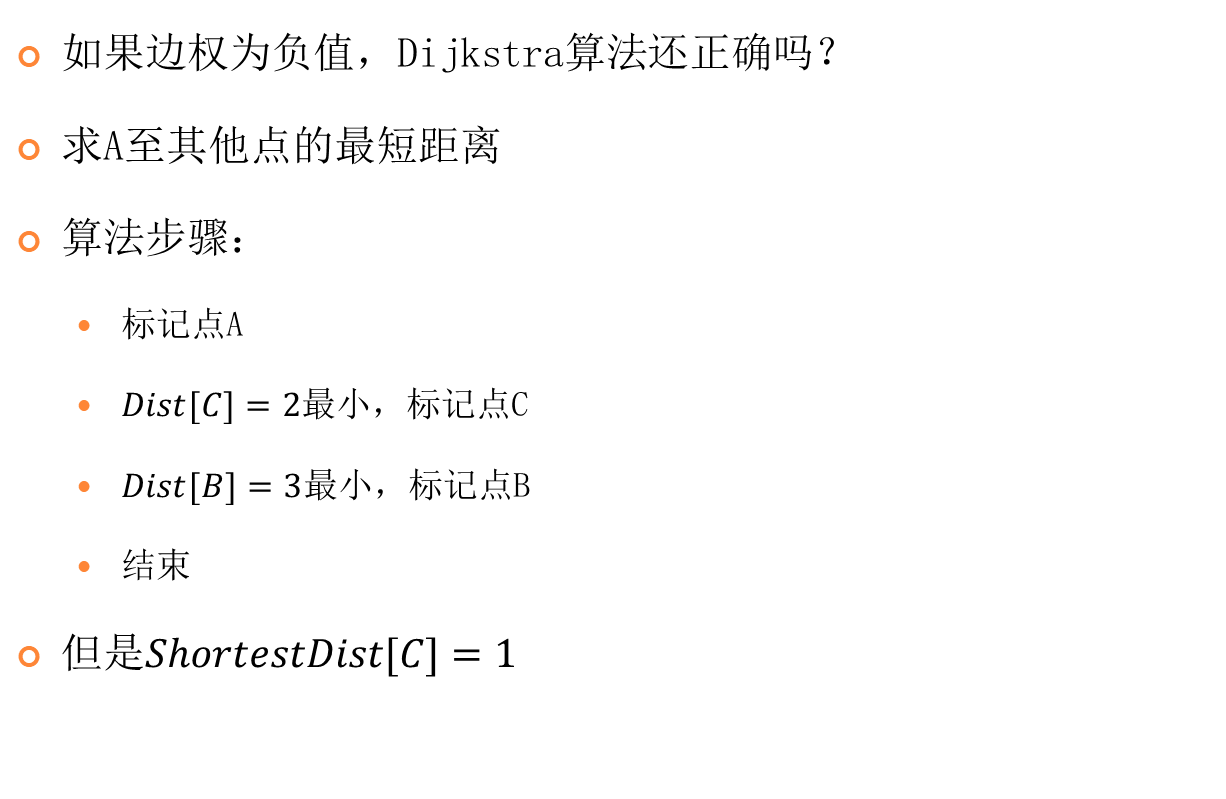 如果边权为负值，Dijkstra算法还正确吗？
求A至其他点的最短距离
算法步骤：
标记点A
Dist[C] = 2最小，标记点C
Dist[B] = 3最小，标记点B
结束
但是ShortestDist[C] = 1